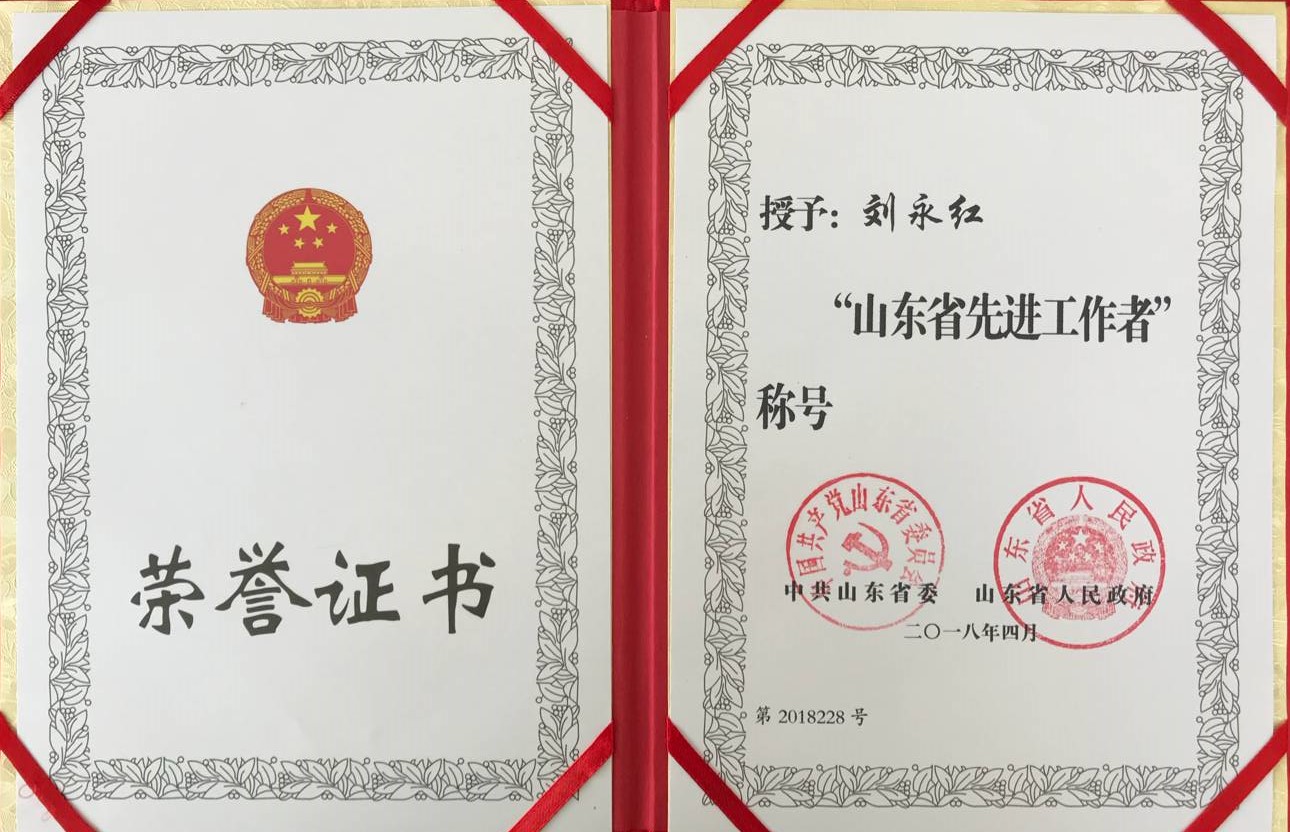 荣誉证书
授予：刘永红
“山东省先进工作者”
称号
中国共产党山东省委员会
山东省人民政府
中共山东省委 山东省人民政府
二〇一八年四月
第 2018228 号